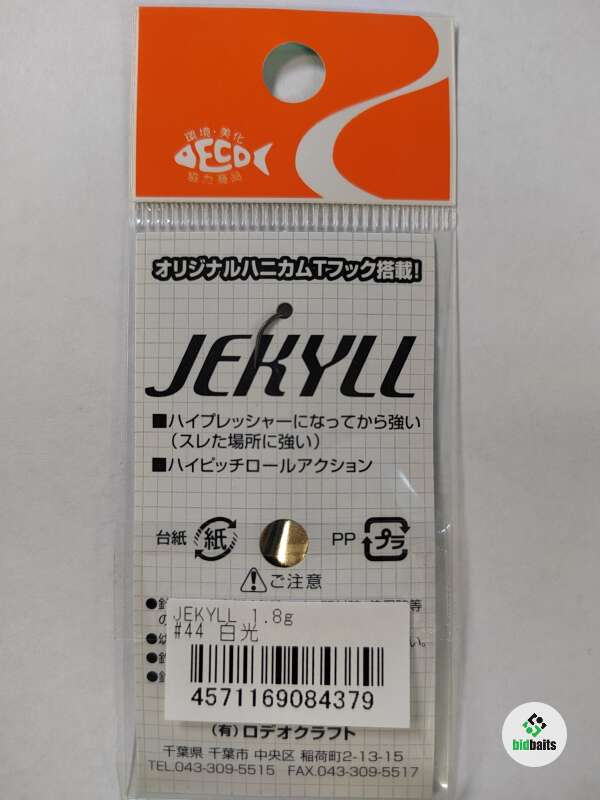 環境・美化
ECO
協力商品
オリジナルハニカムTフック搭載!
JEKYLL
■ハイプレッシャーになってから強い
(スレた場所に強い)
■ハイピッチロールアクション
台紙 紙 PP プラ
ご注意
JEKYLL 1.8g
#44 白光
4571169084379
(有) ロデオクラフト
千葉県 千葉市 中央区 稲荷町2-13-15
TEL.043-309-5515 FAX.043-309-5517
bidbaits